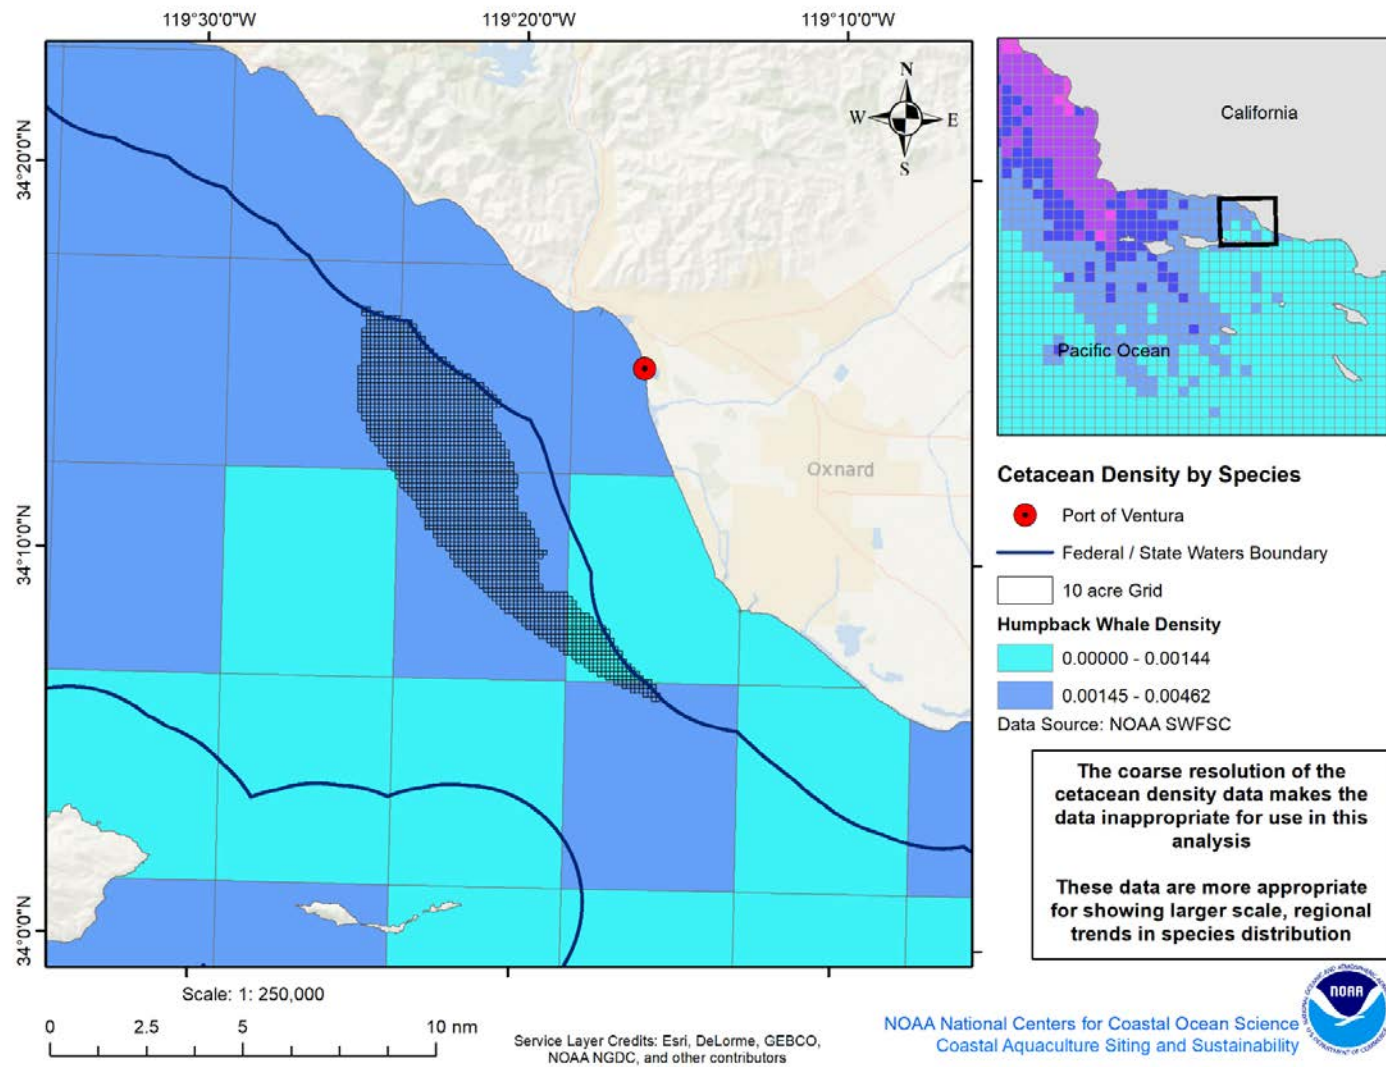 119°30'0"W
119°20'0"W
119°10'0"W
34°20'0"N
34°10'0"N
34°0'0"N
N
W
E
S
Oxnard
California
Pacific Ocean
Cetacean Density by Species
Port of Ventura
Federal / State Waters Boundary
10 acre Grid
Humpback Whale Density
0.00000 - 0.00144
0.00145 - 0.00462
Data Source: NOAA SWFSC
The coarse resolution of the
cetacean density data makes the
data inappropriate for use in this
analysis
These data are more appropriate
for showing larger scale, regional
trends in species distribution
Scale: 1: 250,000
0
2.5
5
10 nm
Service Layer Credits: Esri, DeLorme, GEBCO,
NOAA NGDC, and other contributors
NOAA National Centers for Coastal Ocean Science
Coastal Aquaculture Siting and Sustainability
NOAA